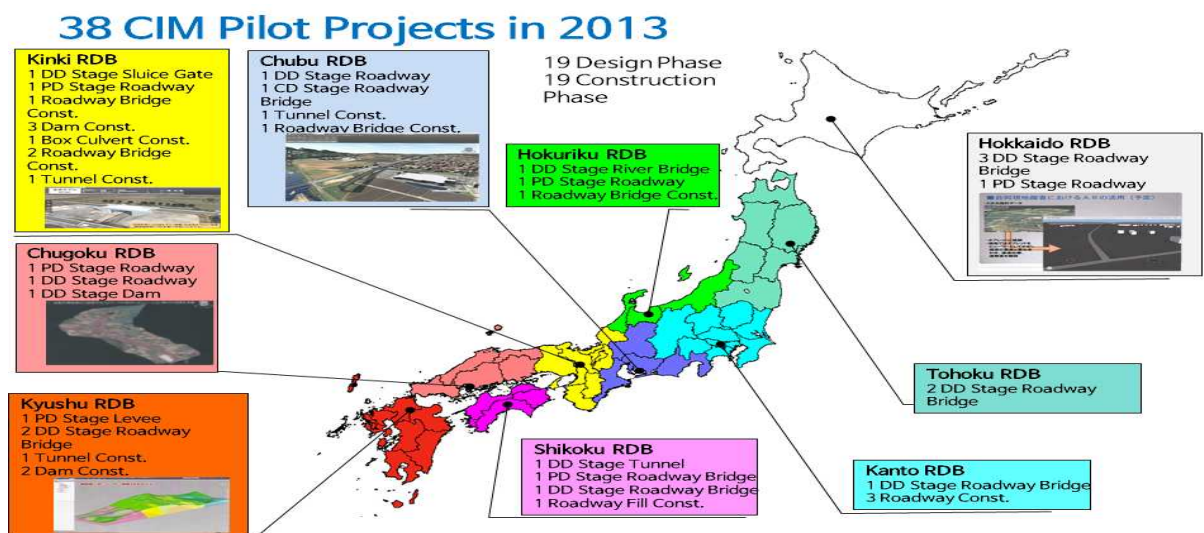 38 CIM Pilot Projects in 2013
Kinki RDB
1 DD Stage Sluice Gate
1 PD Stage Roadway
1 Roadway Bridge
Const.
3 Dam Const.
1 Box Culvert Const.
2 Roadway Bridge
Const.
1 Tunnel Const.
Chubu RDB
1 DD Stage Roadway
1 CD Stage Roadway
Bridge
1 Tunnel Const.
1 Roadway Bridge Const.
19 Design Phase
19 Construction
Phase
Hokuriku RDB
1 DD Stage River Bridge
1 PD Stage Roadway
1 Roadway Bridge Const.
Hokkaido RDB
3 DD Stage Roadway
Bridge
1 PD Stage Roadway
Chugoku RDB
1 PD Stage Roadway
1 DD Stage Roadway
1 DD Stage Dam
Tohoku RDB
2 DD Stage Roadway
Bridge
Kyushu RDB
1 PD Stage Levee
2 DD Stage Roadway
Bridge
1 Tunnel Const.
2 Dam Const.
Shikoku RDB
1 DD Stage Tunnel
1 PD Stage Roadway Bridge
1 DD Stage Roadway Bridge
1 Roadway Fill Const.
Kanto RDB
1 DD Stage Roadway Bridge
3 Roadway Const.